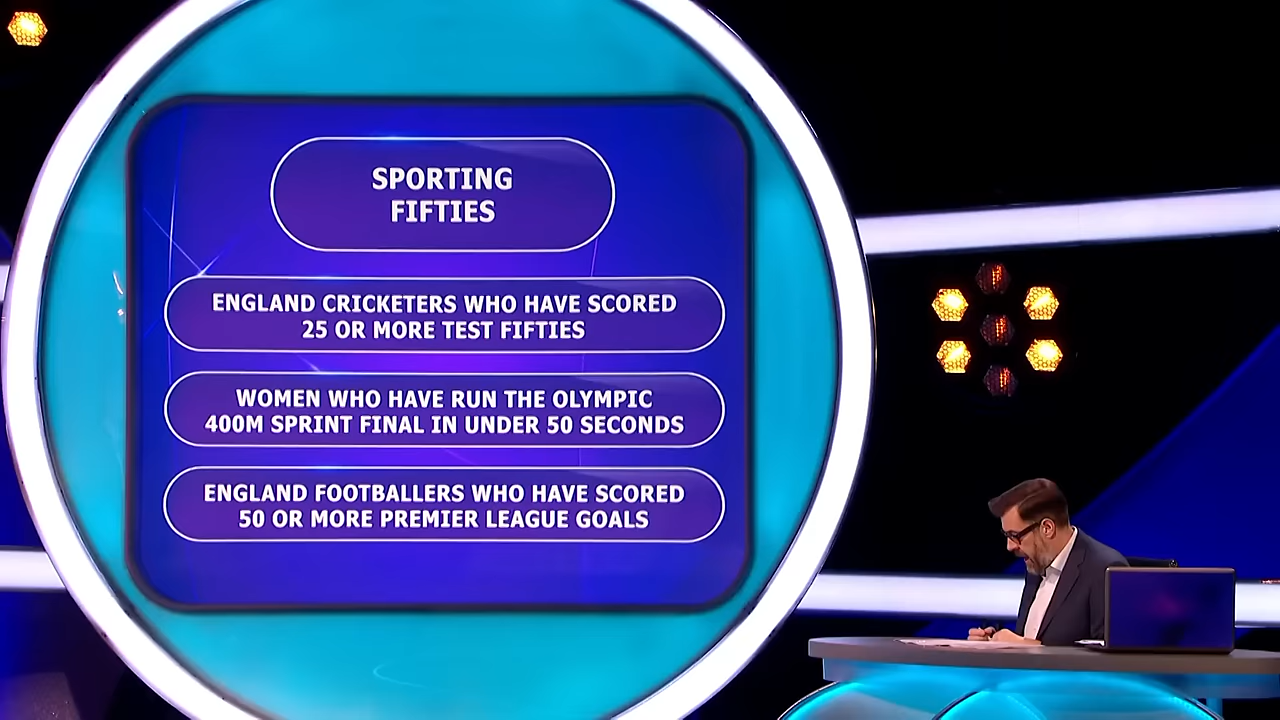 SPORTING
FIFTIES
ENGLAND CRICKETERS WHO HAVE SCORED
25 OR MORE TEST FIFTIES
WOMEN WHO HAVE RUN THE OLYMPIC
400M SPRINT FINAL IN UNDER 50 SECONDS
ENGLAND FOOTBALLERS WHO HAVE SCORED
50 OR MORE PREMIER LEAGUE GOALS